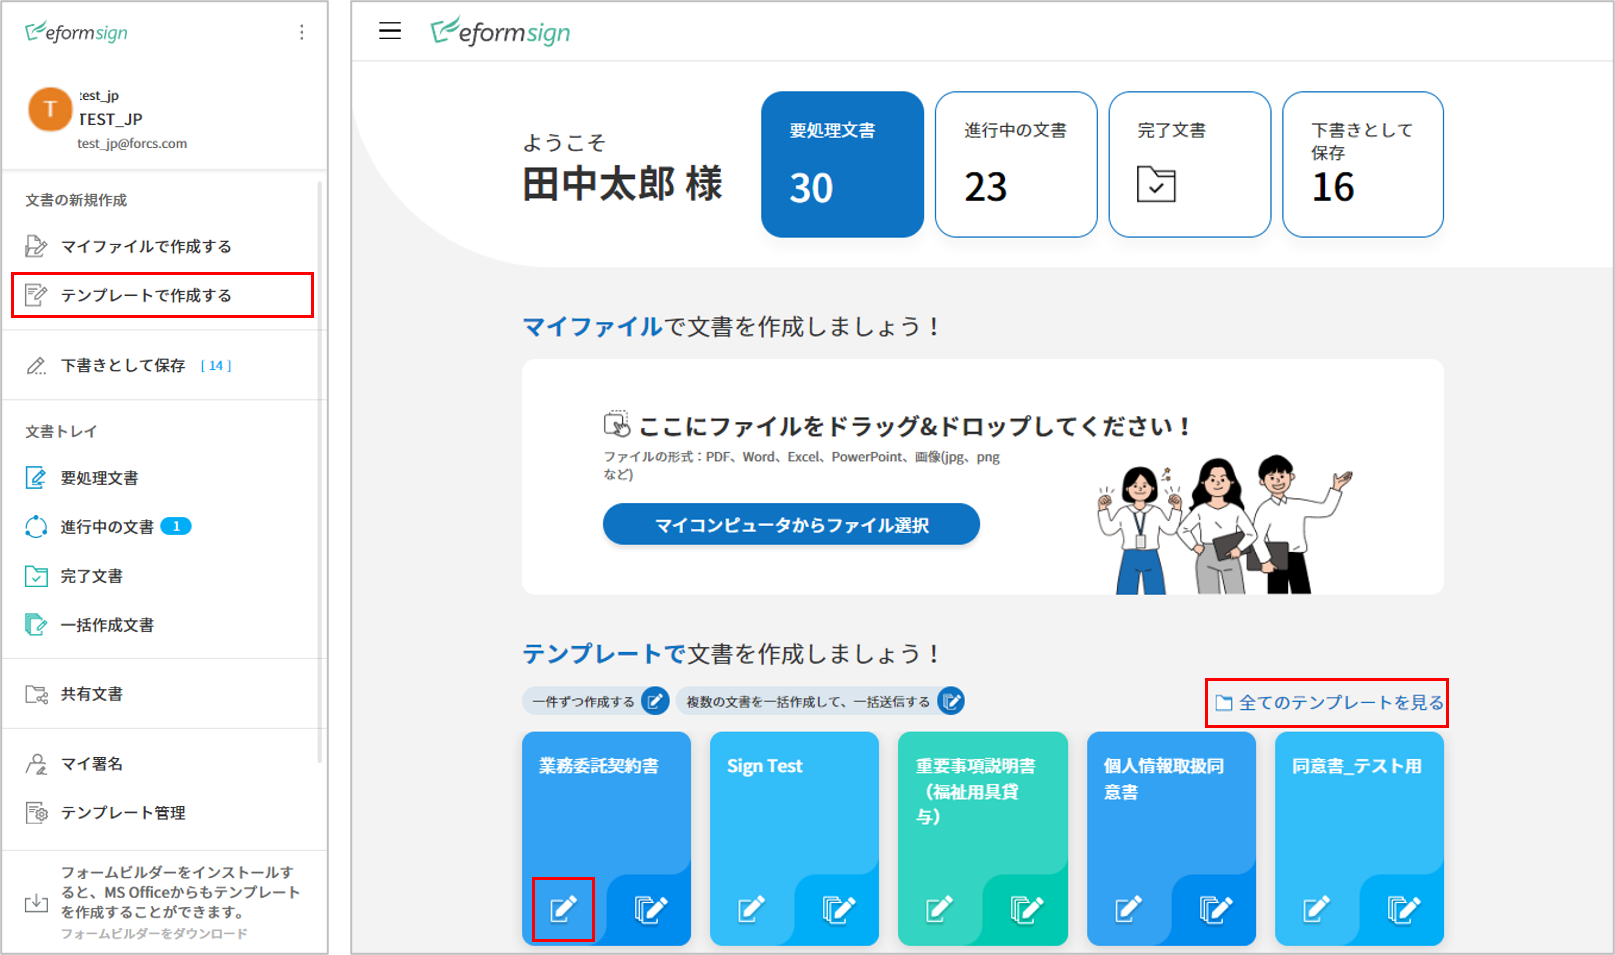 eformsign
T
test_jp
TEST_JP
test_jp@forcs.com
文書の新規作成
マイファイルで作成する
テンプレートで作成する
下書きとして保存 [ 14 ]
文書トレイ
要処理文書
進行中の文書 1
完了文書
一括作成文書
共有文書
マイ署名
テンプレート管理
フォームビルダーをインストールす
ると、MS Officeからもテンプレート
を作成することができます。
フォームビルダーをダウンロード
eformsign
ようこそ
田中太郎 様
要処理文書
30
進行中の文書
23
完了文書
下書きとして
保存
16
マイファイルで文書を作成しましょう！
ここにファイルをドラッグ&ドロップしてください！
ファイルの形式：PDF、Word、Excel、PowerPoint、画像(jpg、png
など)
マイコンピュータからファイル選択
テンプレートで文書を作成しましょう！
一件ずつ作成する
複数の文書を一括作成して、一括送信する
全てのテンプレートを見る
業務委託契約書
Sign Test
重要事項説明書
（福祉用具貸
与）
個人情報取扱同
意書
同意書_テスト用